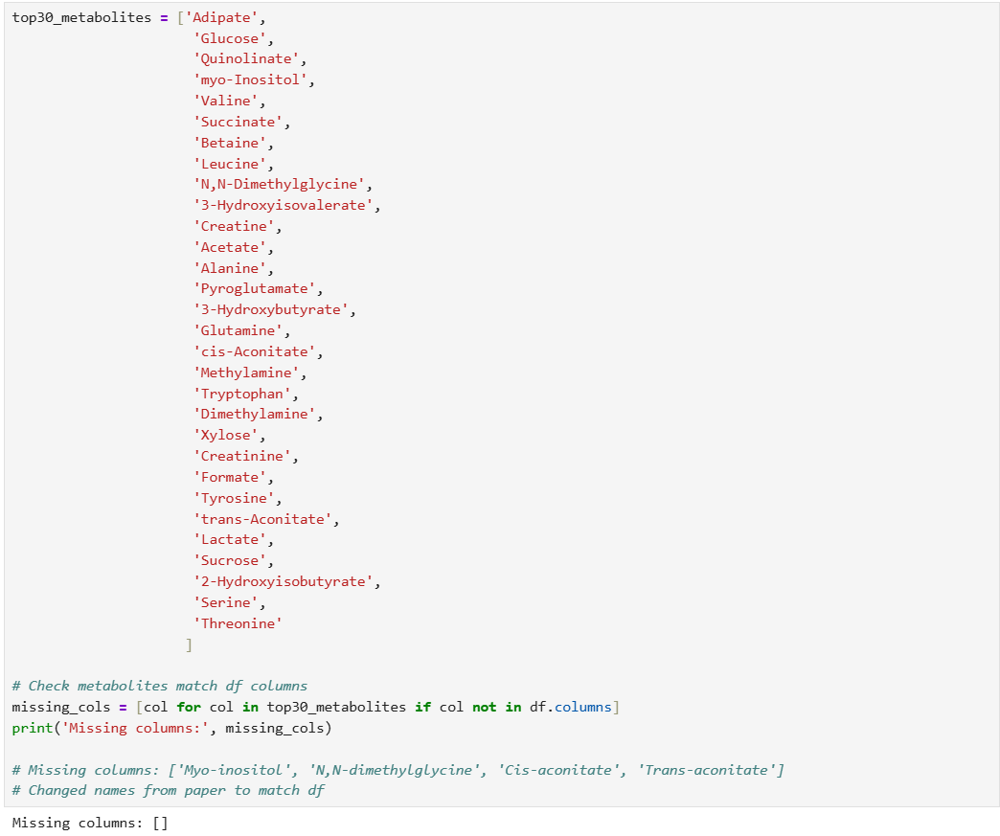 top30_metabolites = ['Adipate',
'Glucose',
'Quinolinate',
'myo-Inositol',
'Valine',
'Succinate',
'Betaine',
'Leucine',
'N,N-Dimethylglycine',
'3-Hydroxyisovalerate',
'Creatine',
'Acetate',
'Alanine',
'Pyroglutamate',
'3-Hydroxybutyrate',
'Glutamine',
'cis-Aconitate',
'Methylamine',
'Tryptophan',
'Dimethylamine',
'Xylose',
'Creatinine',
'Formate',
'Tyrosine',
'trans-Aconitate',
'Lactate',
'Sucrose',
'2-Hydroxyisobutyrate',
'Serine',
'Threonine'
]
# Check metabolites match df columns
missing_cols = [col for col in top30_metabolites if col not in df.columns]
print('Missing columns:', missing_cols)
# Missing columns: ['Myo-inositol', 'N,N-dimethylglycine', 'Cis-aconitate', 'Trans-aconitate']
# Changed names from paper to match df
Missing columns: []